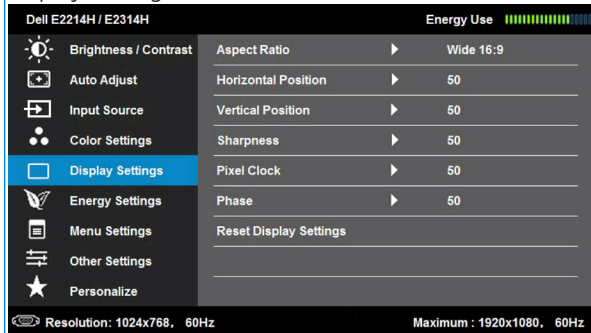 Dell E2214H / E2314H Energy Use
Brightness / Contrast Aspect Ratio Wide 16:9
Auto Adjust Horizontal Position 50
Input Source Vertical Position 50
Color Settings Sharpness 50
Display Settings Pixel Clock 50
Energy Settings Phase 50
Menu Settings Reset Display Settings
Other Settings
Personalize
Resolution: 1024x768, 60Hz Maximum : 1920x1080, 60Hz